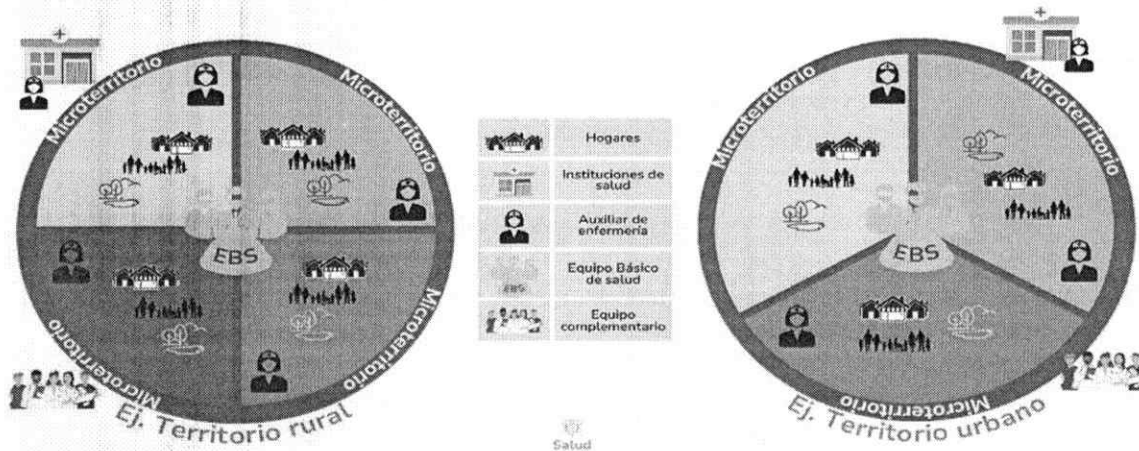 Microterritorio
Microterritorio
EBS
Microterritorio
Microterritorio
Ej. Territorio rural
Hogares
Instituciones de
salud
Auxiliar de
enfermería
Equipo Básico
de salud
EBS
Equipo
complementario
Salud
Microterritorio
Microterritorio
EBS
Microterritorio
Ej. Territorio urbano